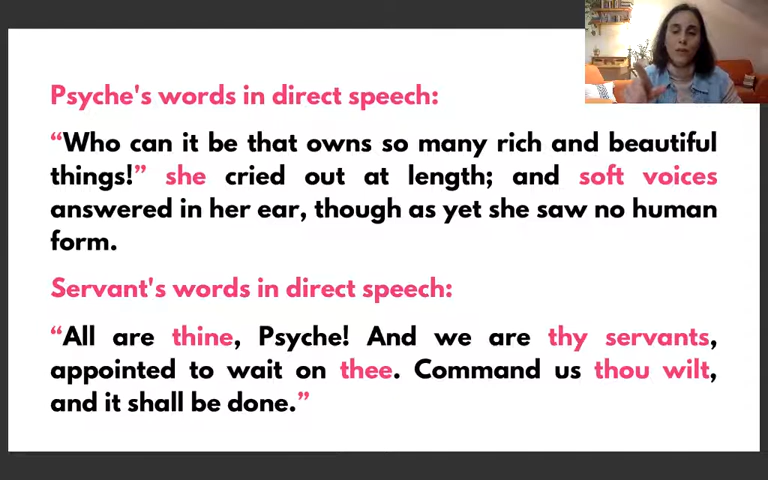 Psyche's words in direct speech:
“Who can it be that owns so many rich and beautiful
things!” she cried out at length; and soft voices
answered in her ear, though as yet she saw no human
form.
Servant's words in direct speech:
“All are thine, Psyche! And we are thy servants,
appointed to wait on thee. Command us thou wilt,
and it shall be done.”